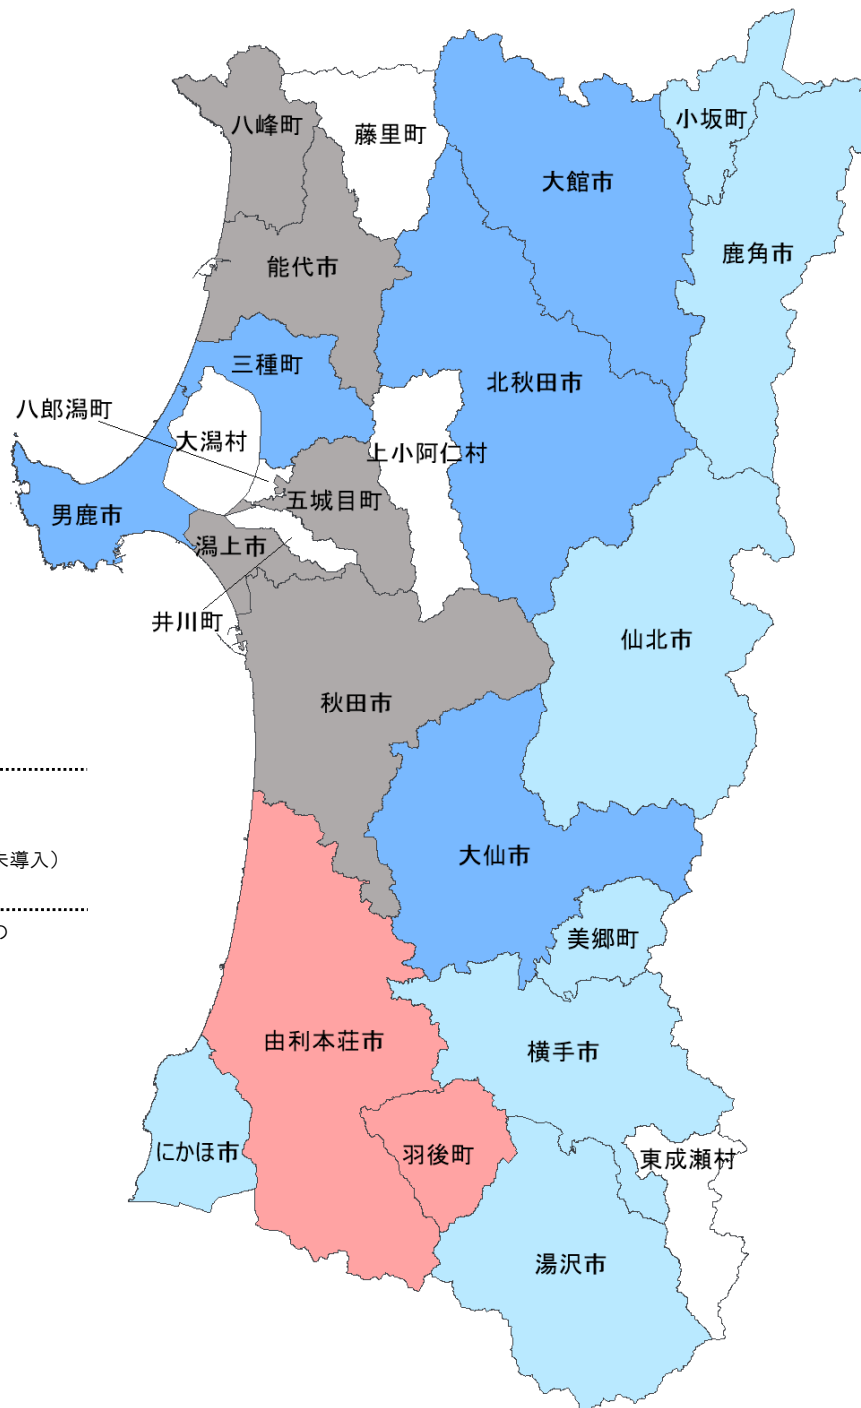 八峰町
藤里町
小坂町
大館市
鹿角市
能代市
三種町
北秋田市
八郎潟町
大潟村
上小阿仁村
五城目町
男鹿市
潟上市
井川町
仙北市
秋田市
大仙市
未導入）
の
美郷町
由利本荘市
横手市
にかほ市
羽後町
東成瀬村
湯沢市